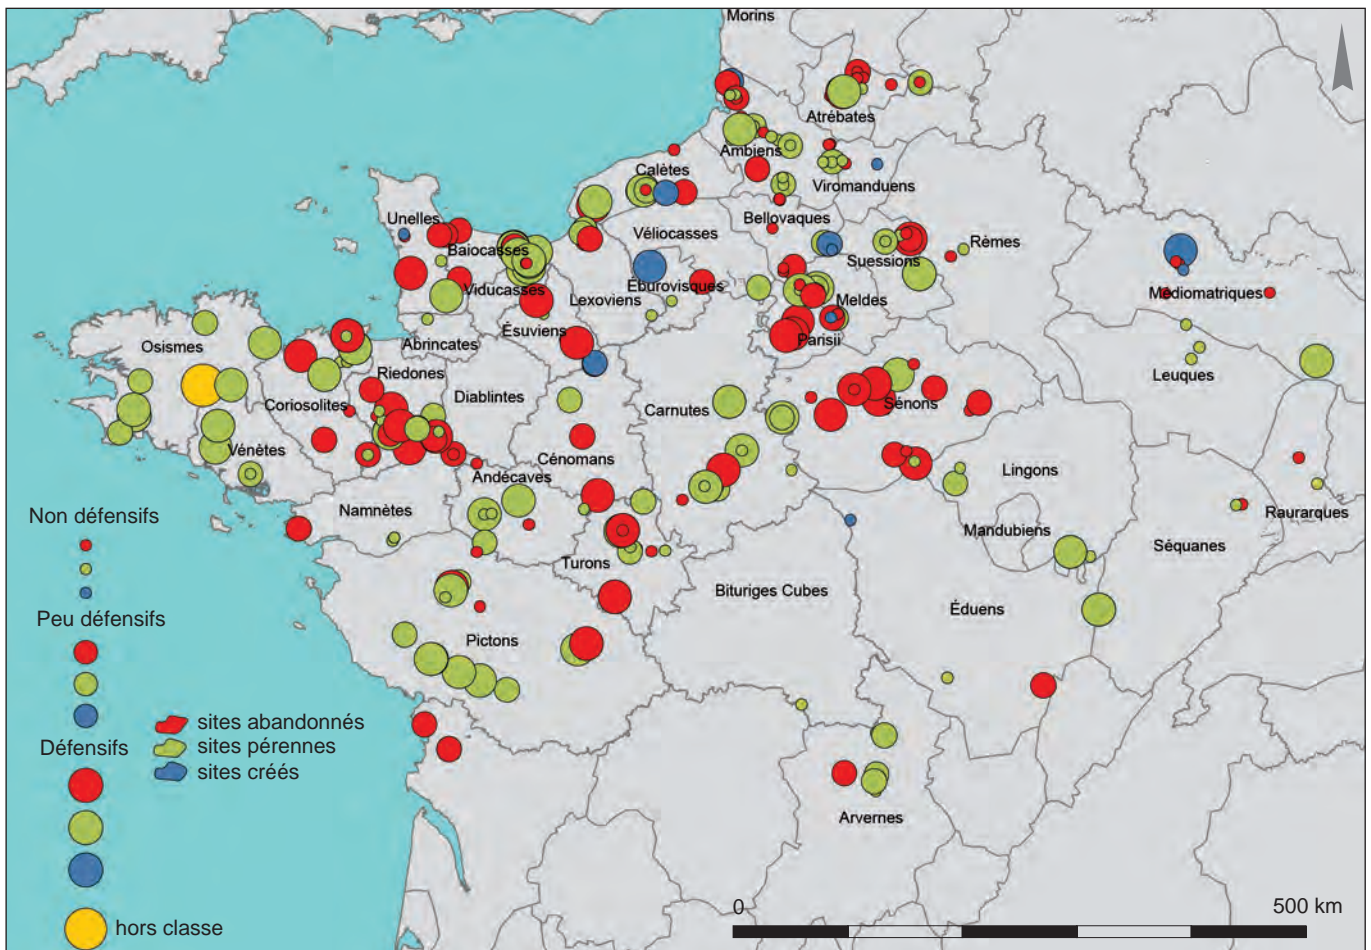 Morins
Atrébates
Ambiens
Calètes
Viromanduens
Unelles
Bellovaques
Baiocasses
Véliocasses
Suessions
Rèmes
Viducasses
Lexoviens
Éburovisques
Meldes
Médiomatriques
Ésuviens
Parisii
Osismes
Abrincates
Riedones
Leuques
Coriosolites
Diablintes
Carnutes
Sénons
Vénètes
Cénomans
Lingons
Andécaves
Namnètes
Raurarques
Mandubiens
Séquanes
Turons
Bituriges Cubes
Éduens
Pictons
Arvernes
Non défensifs
Peu défensifs
Défensifs
sites abandonnés
sites pérennes
sites créés
hors classe
0
500 km